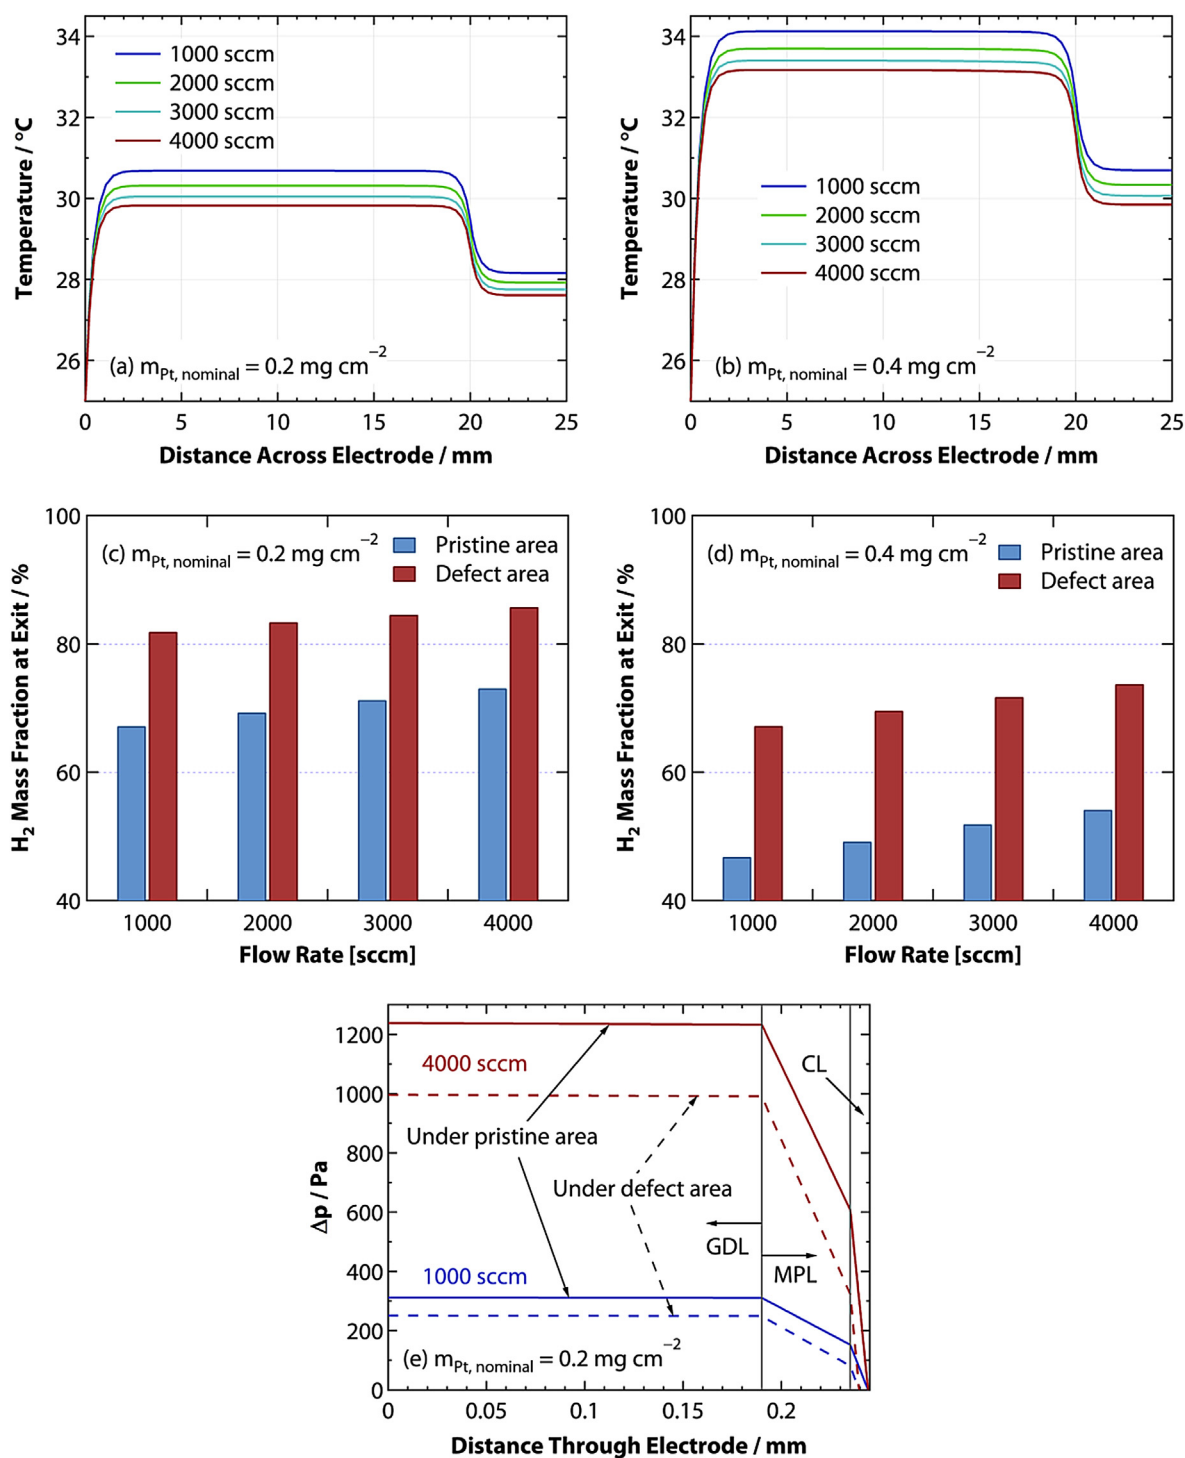 34
32
30
28
26
Temperature / °C
1000 sccm
2000 sccm
3000 sccm
4000 sccm
(a) mPt, nominal = 0.2 mg cm−2
0 5 10 15 20 25
Distance Across Electrode / mm
34
32
30
28
26
Temperature / °C
1000 sccm
2000 sccm
3000 sccm
4000 sccm
(b) mPt, nominal = 0.4 mg cm−2
0 5 10 15 20 25
Distance Across Electrode / mm
100
80
60
40
H2 Mass Fraction at Exit / %
(c) mPt, nominal = 0.2 mg cm−2
Pristine area
Defect area
1000 2000 3000 4000
Flow Rate [sccm]
100
80
60
40
H2 Mass Fraction at Exit / %
(d) mPt, nominal = 0.4 mg cm−2
Pristine area
Defect area
1000 2000 3000 4000
Flow Rate [sccm]
1200
1000
800
600
400
200
0
Δp / Pa
4000 sccm
CL
Under pristine area
Under defect area
GDL
MPL
1000 sccm
(e) mPt, nominal = 0.2 mg cm−2
0 0.05 0.1 0.15 0.2
Distance Through Electrode / mm